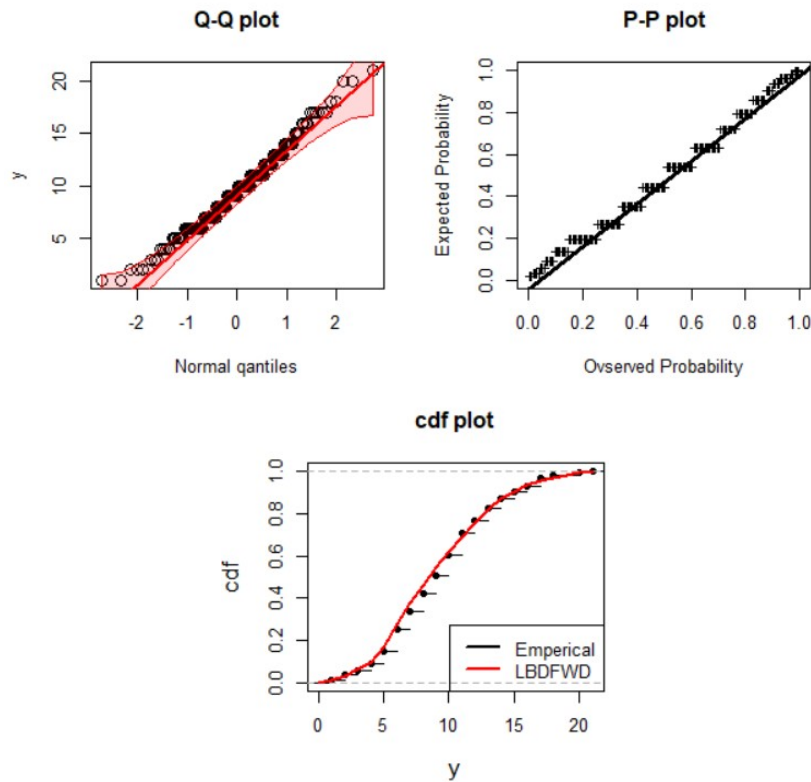 Q-Q plot
y
5
10
15
20
-2
-1
0
1
2
Normal qantiles
P-P plot
Expected Probability
0.0
0.2
0.4
0.6
0.8
1.0
0.0
0.2
0.4
0.6
0.8
1.0
Ovserved Probability
cdf plot
cdf
0.0
0.2
0.4
0.6
0.8
1.0
Emperical
LBDFWD
0
5
10
15
20
y